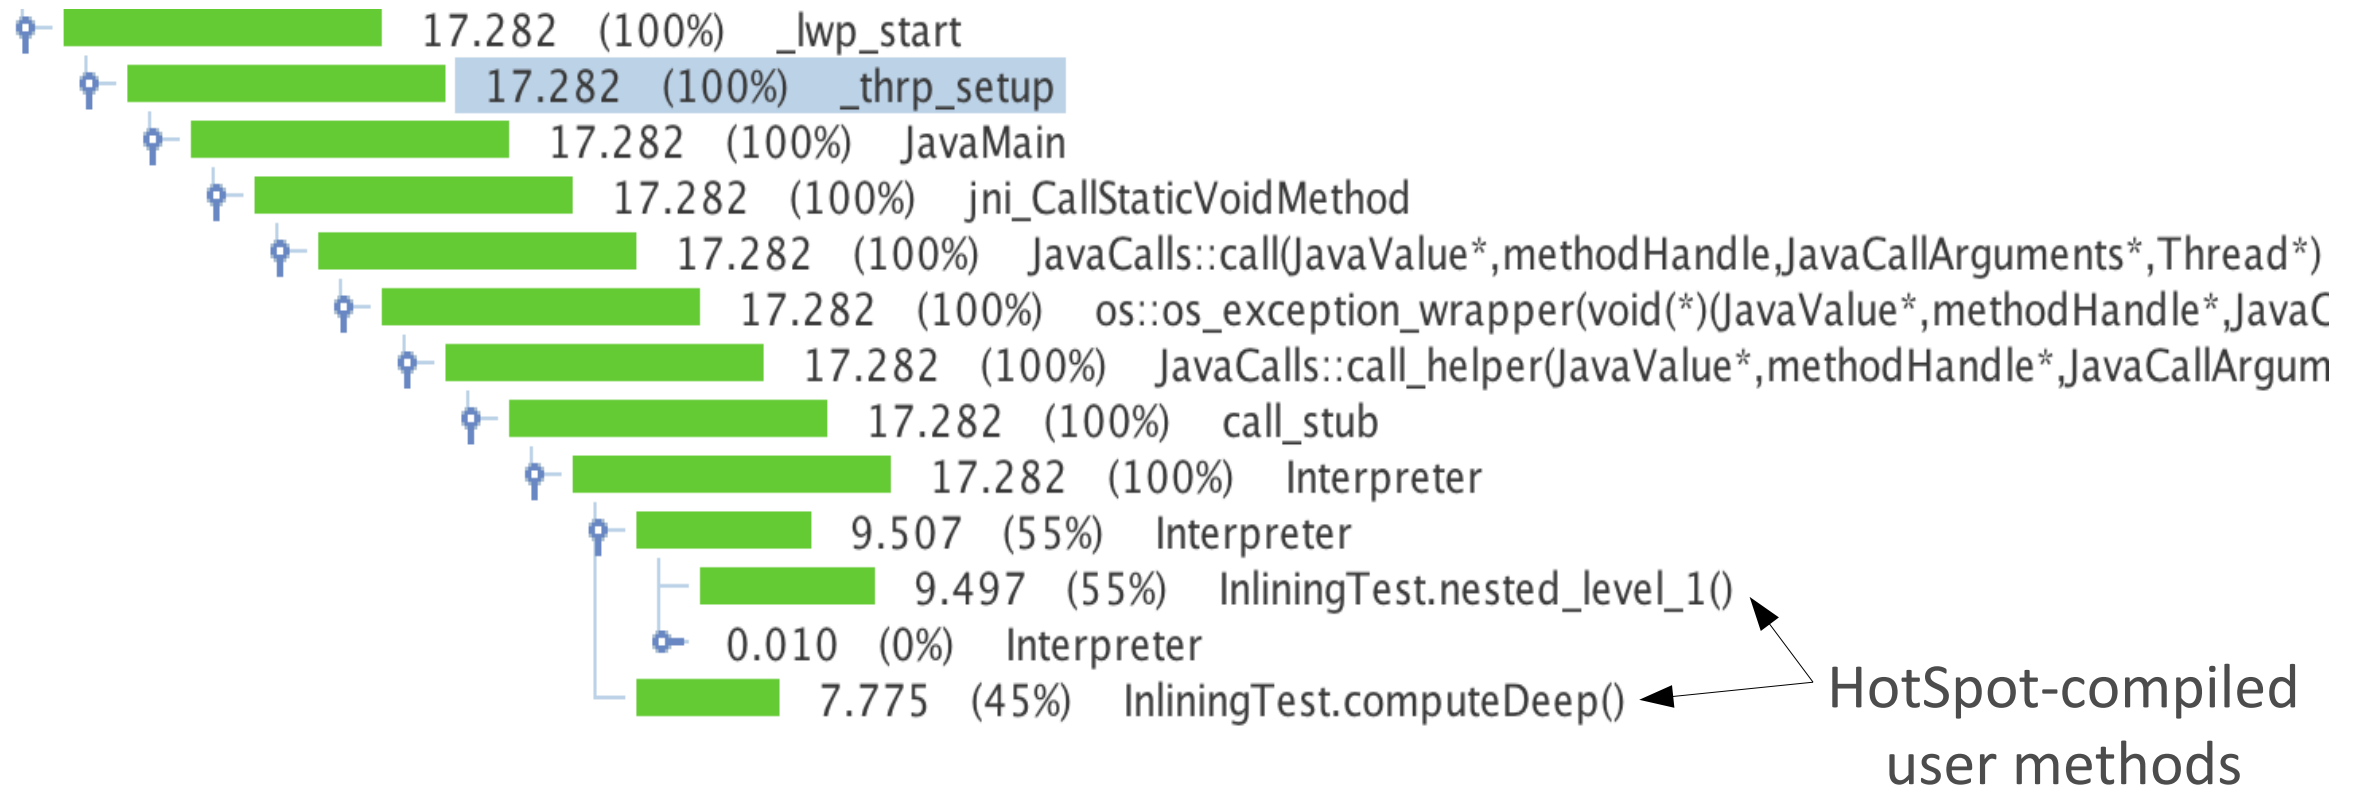 17.282 (100%) _lwp_start
17.282 (100%) _thrp_setup
17.282 (100%) JavaMain
17.282 (100%) jni_CallStaticVoidMethod
17.282 (100%) JavaCalls::call(JavaValue*,methodHandle,JavaCallArguments*,Thread*)
17.282 (100%) os::os_exception_wrapper(void(*)(JavaValue*,methodHandle*,JavaC
17.282 (100%) JavaCalls::call_helper(JavaValue*,methodHandle*,JavaCallArgum
17.282 (100%) call_stub
17.282 (100%) Interpreter
9.507 (55%) Interpreter
9.497 (55%) InliningTest.nested_level_1()
0.010 (0%) Interpreter
7.775 (45%) InliningTest.computeDeep()
HotSpot-compiled
user methods